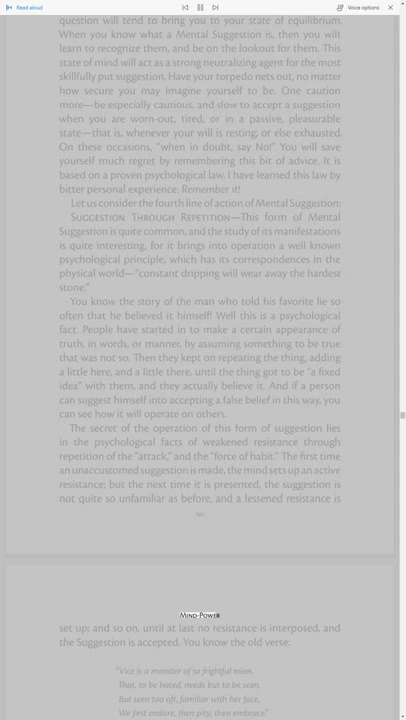 Read aloud
Voice options
question will tend to bring you to your state of equilibrium.
When you know what a Mental Suggestion is, then you wilt
learn to recognize them, and be on the lookout for them. This
state of mind will act as a strong neutralizing agent for the most
skillfully put suggestion. Have your torpedo nets out, no matter
how secure you may imagine yourself to be. One caution
more—be especially cautious, and slow to accept a suggestion
when you are worn-out, tired, or in a passive, pleasurable
state—that is, whenever your will is resting; or else exhausted.
On these occasions, "when in doubt, say No!" You will save
yourself much regret by remembering this bit of advice. It is
based on a proven psychological law. I have learned this law by
bitter personal experience. Remember it!
Let us consider the fourth line of action of Mental Suggestion:
Suggestion Through Repetition—This form of Mental
Suggestion is quite common, and the study of its manifestations
is quite interesting, for it brings into operation a well known
psychological principle, which has its correspondences in the
physical world—"constant dripping will wear away the hardest
stone."
You know the story of the man who told his favorite lie so
often that he believed it himself! Well this is a psychological
fact. People have started in to make a certain appearance of
truth, in words, or manner, by assuming something to be true
that was not so. Then they kept on repeating the thing, adding
a little here, and a little there, until the thing got to be "a fixed
idea" with them, and they actually believe it. And if a person
can suggest himself into accepting a false belief in this way, you
can see how it will operate on others.
The secret of the operation of this form of suggestion lies
in the psychological facts of weakened resistance through
repetition of the "attack," and the "force of habit." The first time
an unaccustomed suggestion is made, the mind sets up an active
resistance; but the next time it is presented, the suggestion is
not quite so unfamiliar as before, and a lessened resistance is
Mind-Power
set up; and so on, until at last no resistance is interposed, and
the Suggestion is accepted. You know the old verse:
"Vice is a monster of so frightful mien,
That, to be hated, needs but to be seen.
But seen too oft, familiar with her face,
We first endure, then pity, then embrace."